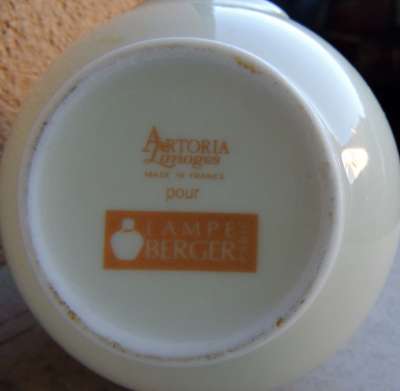 ARTORIA
Limoges
MADE IN FRANCE
pour
LAMPE
BERGER
PARIS